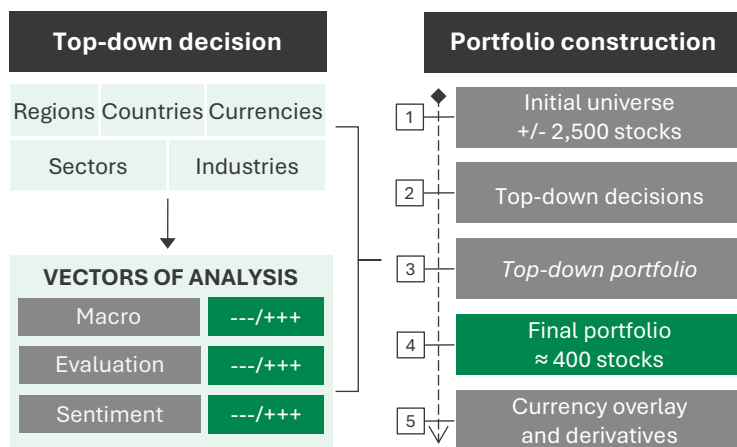 Top-down decision
Regions Countries Currencies
Sectors Industries
VECTORS OF ANALYSIS
Macro ---/+++
Evaluation ---/+++
Sentiment ---/+++
Portfolio construction
1 Initial universe
+/- 2,500 stocks
2 Top-down decisions
3 Top-down portfolio
4 Final portfolio
≈ 400 stocks
5 Currency overlay
and derivatives